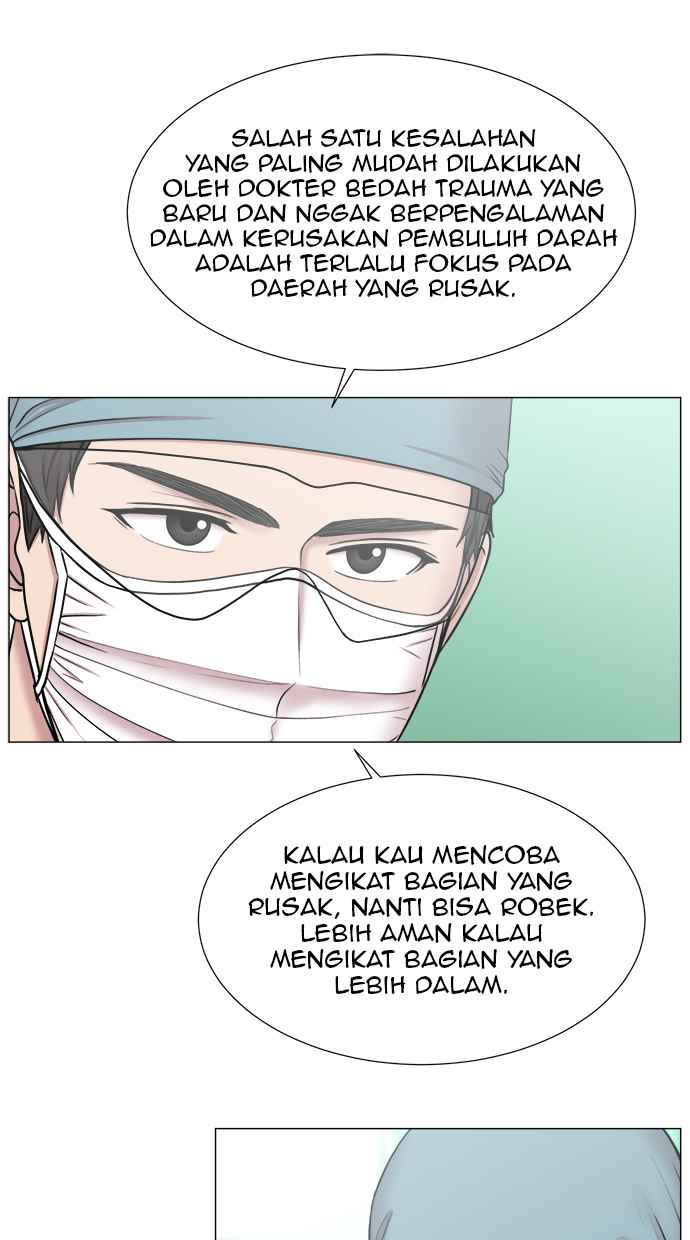 SALAH SATU KESALAHAN
YANG PALING MUDAH DILAKUKAN
OLEH DOKTER BEDAH TRAUMA YANG
BARU DAN NGGAK BERPENGALAMAN
DALAM KERUSAKAN PEMBULUH DARAH
ADALAH TERLALU FOKUS PADA
DAERAH YANG RUSAK.
KALAU KAU MENCOBA
MENGIKAT BAGIAN YANG
RUSAK, NANTI BISA ROBEK.
LEBIH AMAN KALAU
MENGIKAT BAGIAN YANG
LEBIH DALAM.